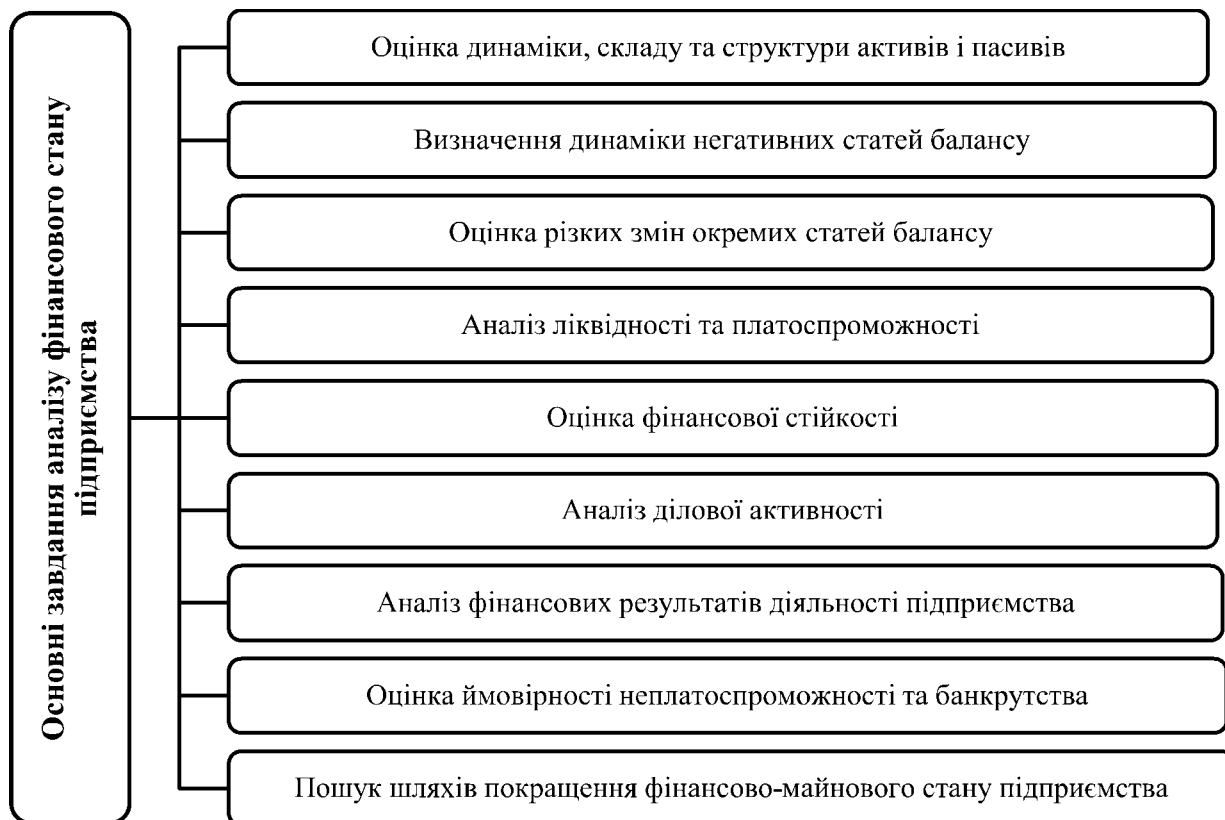 Основні завдання аналізу фінансового стану
підприємства
Оцінка динаміки, складу та структури активів і пасивів
Визначення динаміки негативних статей балансу
Оцінка різких змін окремих статей балансу
Аналіз ліквідності та платоспроможності
Оцінка фінансової стійкості
Аналіз ділової активності
Аналіз фінансових результатів діяльності підприємства
Оцінка ймовірності неплатоспроможності та банкрутства
Пошук шляхів покращення фінансово-майнового стану підприємства